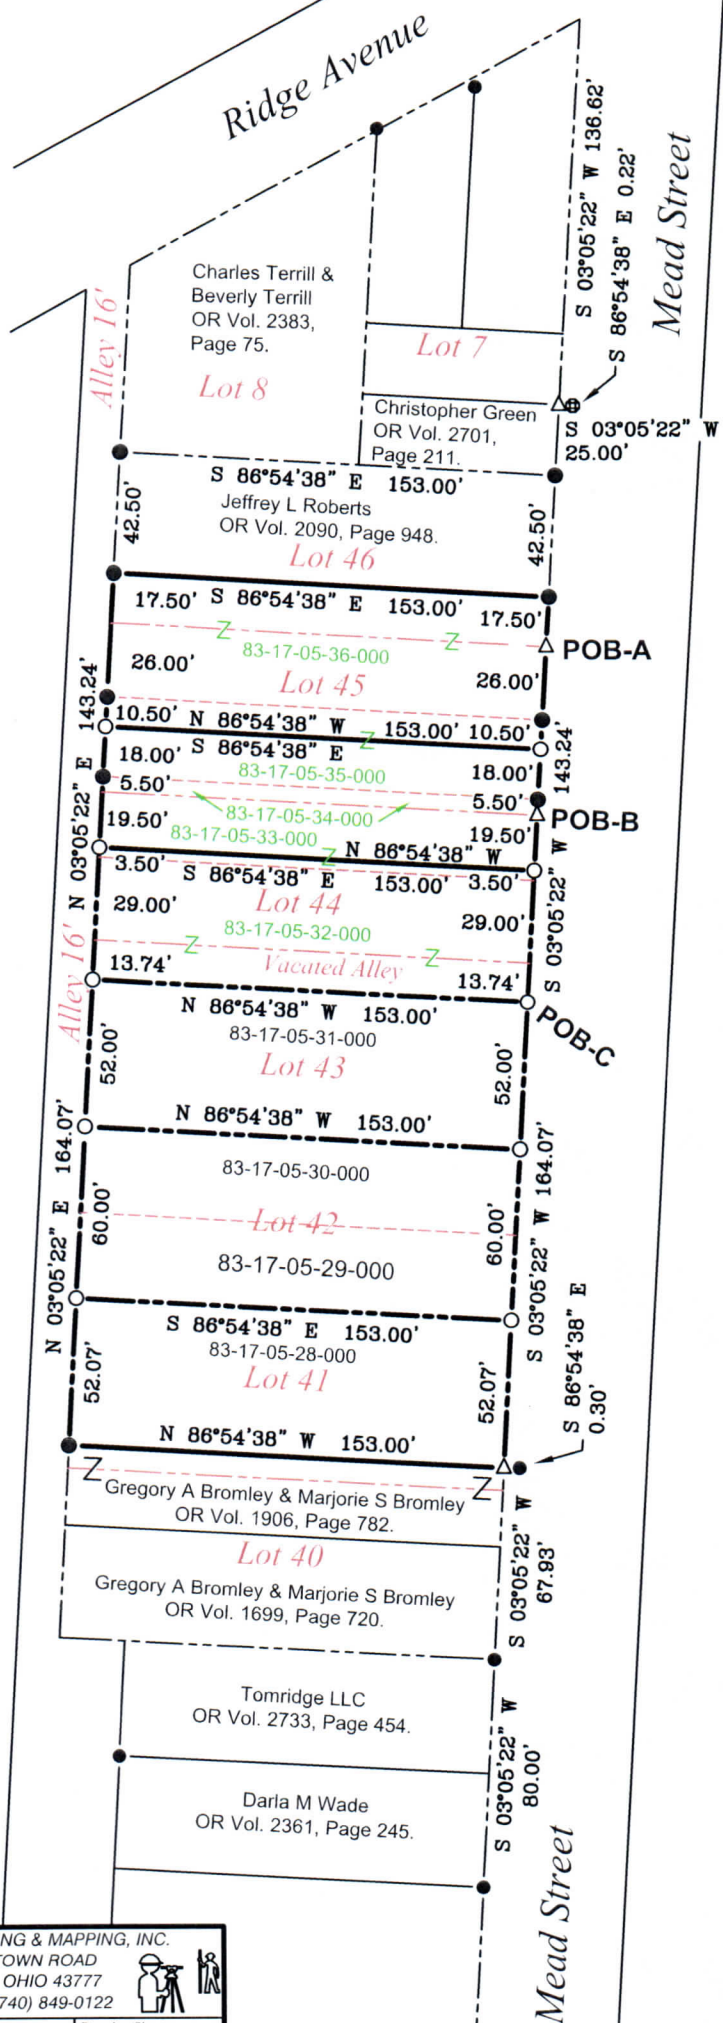 Ridge Avenue
S 03°05'22" W 136.62'
S 86°54'38" E 0.22'
Mead Street
Alley 16'
Charles Terrill &
Beverly Terrill
OR Vol. 2383,
Page 75.
Lot 8
Lot 7
Christopher Green
OR Vol. 2701,
Page 211.
S 03°05'22" W
25.00'
S 86°54'38" E 153.00'
Jeffrey L Roberts
OR Vol. 2090, Page 948.
42.50'
42.50'
Lot 46
17.50' S 86°54'38" E 153.00' 17.50'
Z Z
POB-A
83-17-05-36-000
26.00'
Lot 45
26.00'
143.24'
10.50' N 86°54'38" W 153.00' 10.50'
Z
S 86°54'38" E
143.24'
18.00'
83-17-05-35-000
18.00'
5.50'
83-17-05-34-000
5.50'
POB-B
83-17-05-33-000
19.50'
19.50'
N 86°54'38" W
Z
N 03°05'22" E
3.50' S 86°54'38" E 153.00' 3.50'
S 03°05'22" W
Lot 44
29.00'
83-17-05-32-000
29.00'
Z Z
Vacated Alley
13.74'
13.74'
Alley 16'
N 86°54'38" W 153.00'
POB-C
83-17-05-31-000
52.00'
Lot 43
52.00'
N 86°54'38" W 153.00'
164.07'
164.07'
83-17-05-30-000
60.00'
Lot 42
60.00'
83-17-05-29-000
N 03°05'22" E
S 03°05'22" W
S 86°54'38" E 153.00'
83-17-05-28-000
S 86°54'38" E
0.30'
52.07'
Lot 41
52.07'
N 86°54'38" W 153.00'
Z Z
Gregory A Bromley & Marjorie S Bromley
OR Vol. 1906, Page 782.
S 03°05'22" W
67.93'
Lot 40
Gregory A Bromley & Marjorie S Bromley
OR Vol. 1699, Page 720.
Tomridge LLC
OR Vol. 2733, Page 454.
S 03°05'22" W
80.00'
Darla M Wade
OR Vol. 2361, Page 245.
Mead Street
NG & MAPPING, INC.
TOWN ROAD
OHIO 43777
740) 849-0122